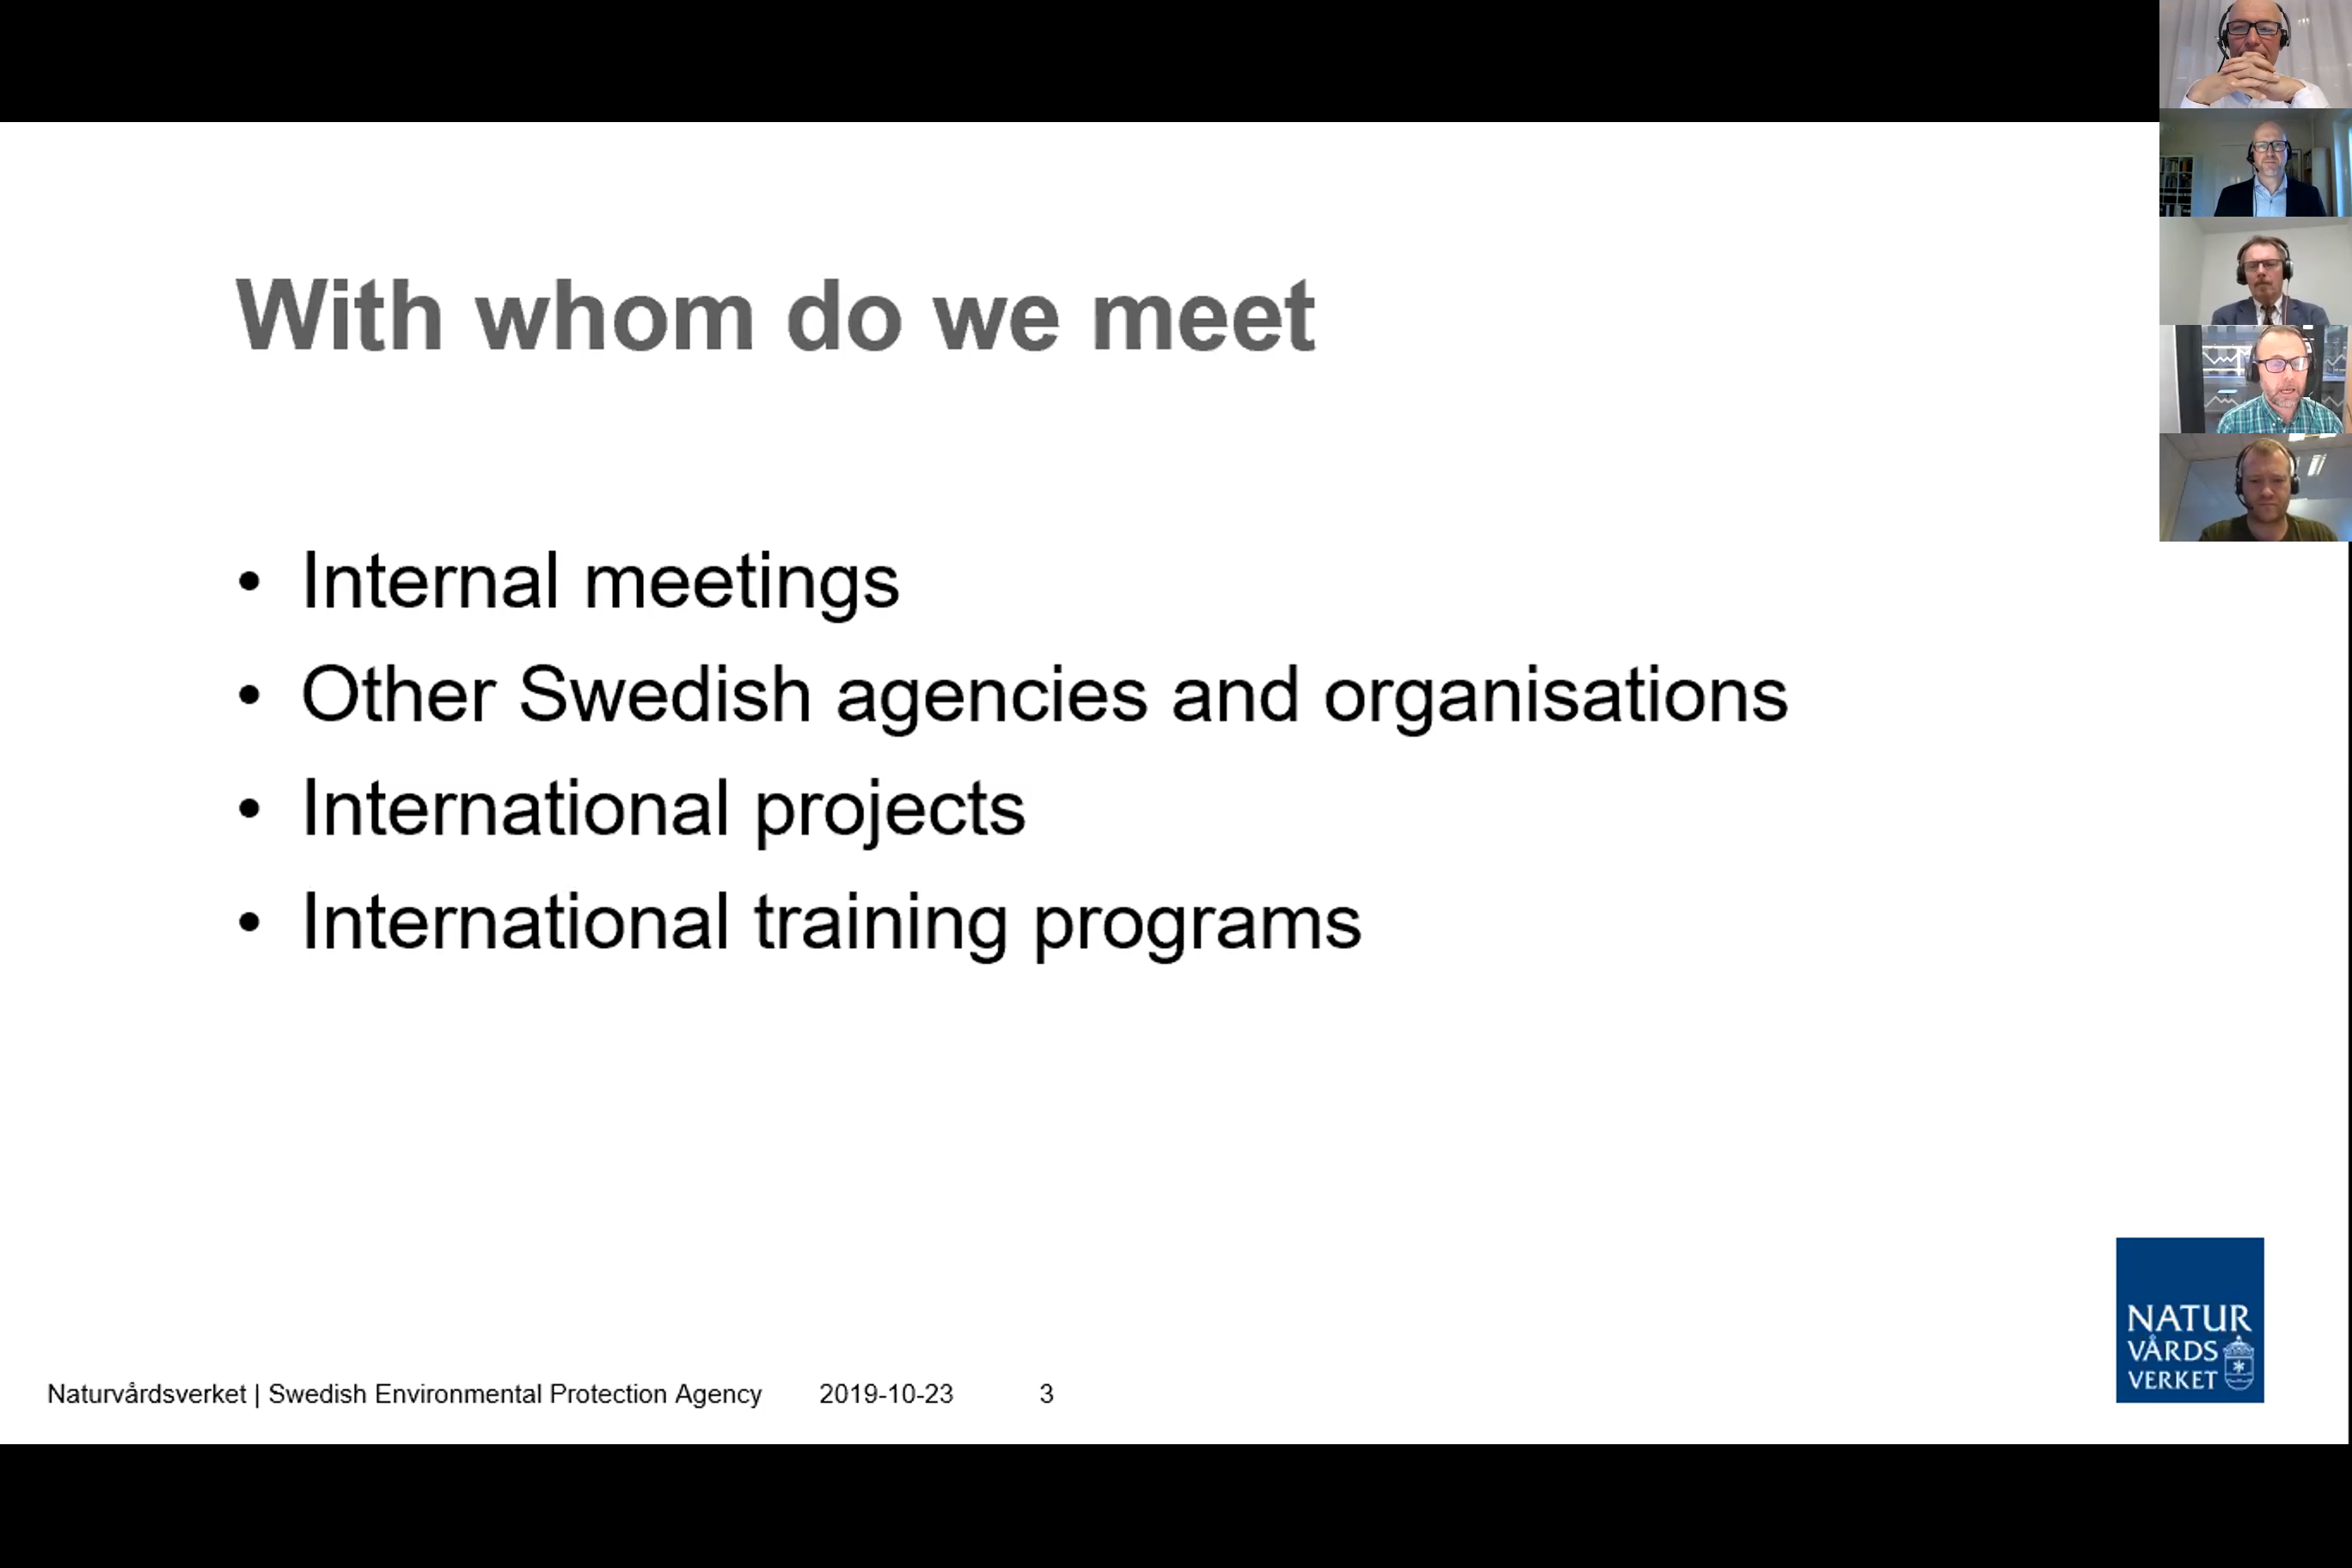 With whom do we meet
• Internal meetings
• Other Swedish agencies and organisations
• International projects
• International training programs
NATUR
VÅRDS
VERKET
Naturvårdsverket | Swedish Environmental Protection Agency 2019-10-23 3